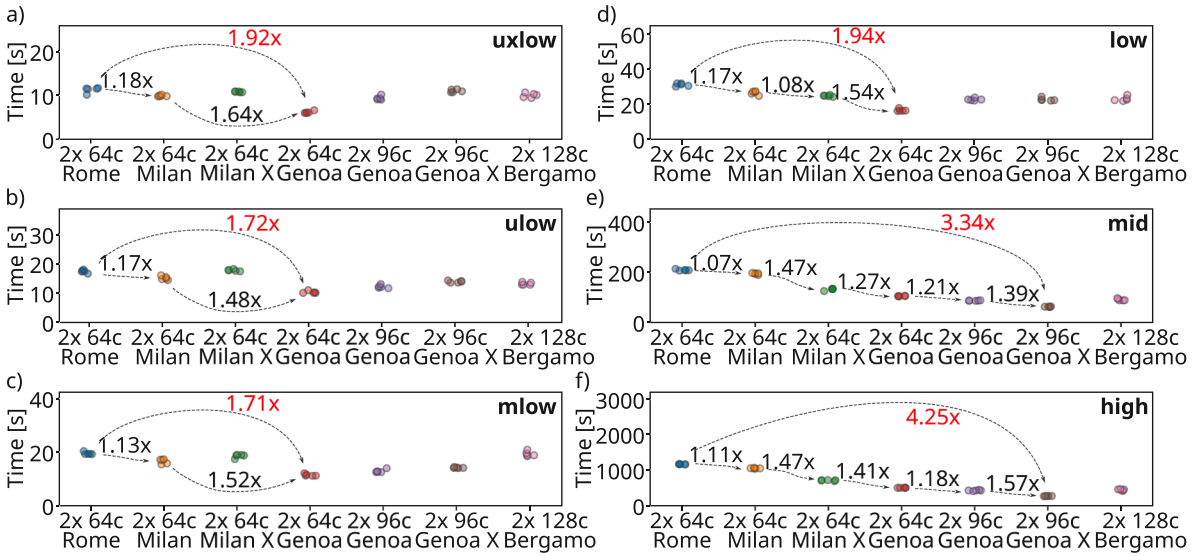 a)
uxlow
Time [s]
20
10
0
1.92x
1.18x
1.64x
2x 64c 2x 64c 2x 64c 2x 64c 2x 96c 2x 96c 2x 128c
Rome Milan Milan X Genoa Genoa Genoa X Bergamo
b)
ulow
Time [s]
30
20
10
0
1.72x
1.17x
1.48x
2x 64c 2x 64c 2x 64c 2x 64c 2x 96c 2x 96c 2x 128c
Rome Milan Milan X Genoa Genoa Genoa X Bergamo
c)
mlow
Time [s]
40
20
0
1.71x
1.13x
1.52x
2x 64c 2x 64c 2x 64c 2x 64c 2x 96c 2x 96c 2x 128c
Rome Milan Milan X Genoa Genoa Genoa X Bergamo
d)
low
Time [s]
60
40
20
0
1.94x
1.17x
1.08x
1.54x
2x 64c 2x 64c 2x 64c 2x 64c 2x 96c 2x 96c 2x 128c
Rome Milan Milan X Genoa Genoa Genoa X Bergamo
e)
mid
Time [s]
400
200
0
3.34x
1.07x
1.47x
1.27x
1.21x
1.39x
2x 64c 2x 64c 2x 64c 2x 64c 2x 96c 2x 96c 2x 128c
Rome Milan Milan X Genoa Genoa Genoa X Bergamo
f)
high
Time [s]
3000
2000
1000
0
4.25x
1.11x
1.47x
1.41x
1.18x
1.57x
2x 64c 2x 64c 2x 64c 2x 64c 2x 96c 2x 96c 2x 128c
Rome Milan Milan X Genoa Genoa Genoa X Bergamo